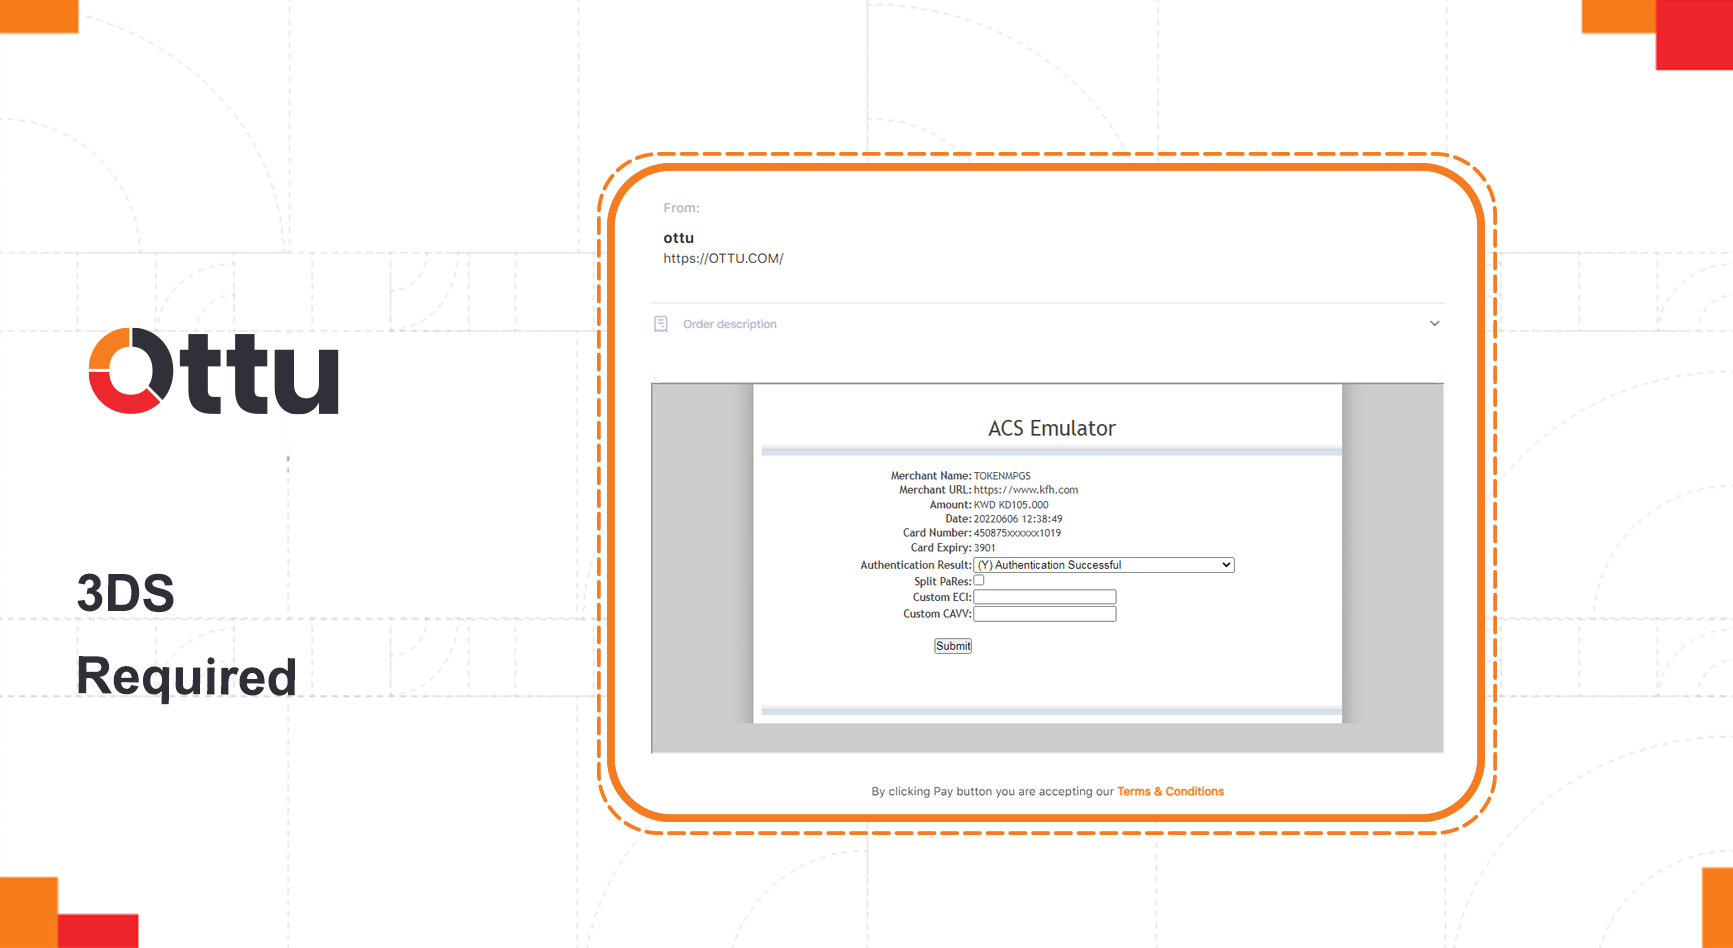 Ottu
3DS
Required
From:
ottu
https://OTTU.COM/
Order description
ACS Emulator
Merchant Name: TOKENMPGS
Merchant URL: https://www.kfh.com
Amount: KWD KD105.000
Date: 20220606 12:38:49
Card Number: 450875xxxxxx1019
Card Expiry: 3901
Authentication Result: (Y) Authentication Successful
Split PaRes:
Custom ECI:
Custom CAVV:
Submit
By clicking Pay button you are accepting our Terms & Conditions